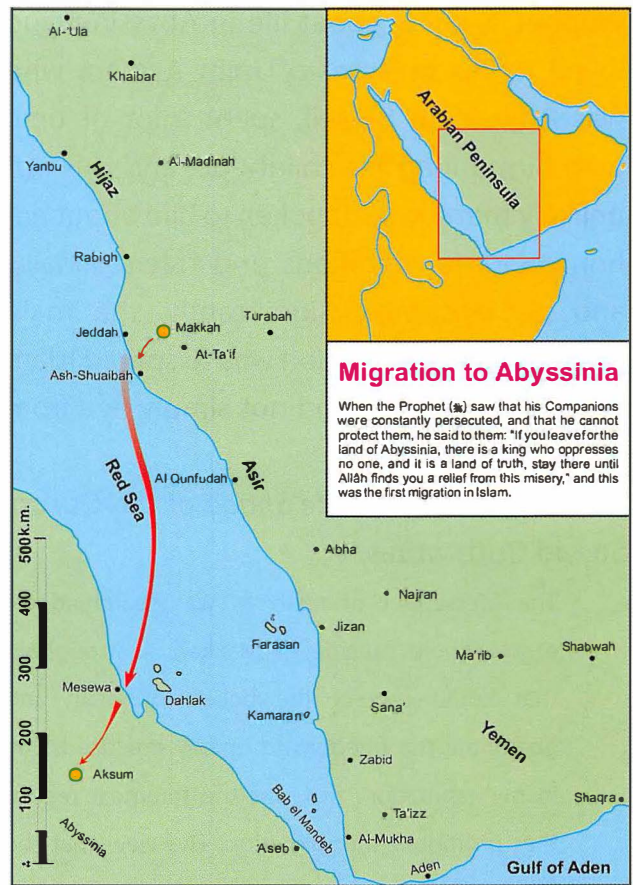 Al-'Ula
Khaibar
Yanbu
Hijaz
Al-Madinah
Rabigh
Jeddah
Makkah
Turabah
At-Ta'if
Ash-Shuaibah
Red Sea
Al Qunfudah
Asir
Arabian Peninsula
Migration to Abyssinia
When the Prophet (ﷺ) saw that his Companions
were constantly persecuted, and that he cannot
protect them, he said to them: "If you leave for the
land of Abyssinia, there is a king who oppresses
no one, and it is a land of truth, stay there until
Allâh finds you a relief from this misery," and this
was the first migration in Islam.
500k.m.
400
300
200
100
Abha
Najran
Farasan
Jizan
Ma'rib
Shabwah
Mesewa
Dahlak
Kamaran
Sana'
Yemen
Zabid
Aksum
Shaqra
Bab el Mandeb
Ta'izz
Abyssinia
'Aseb
Al-Mukha
Aden
Gulf of Aden